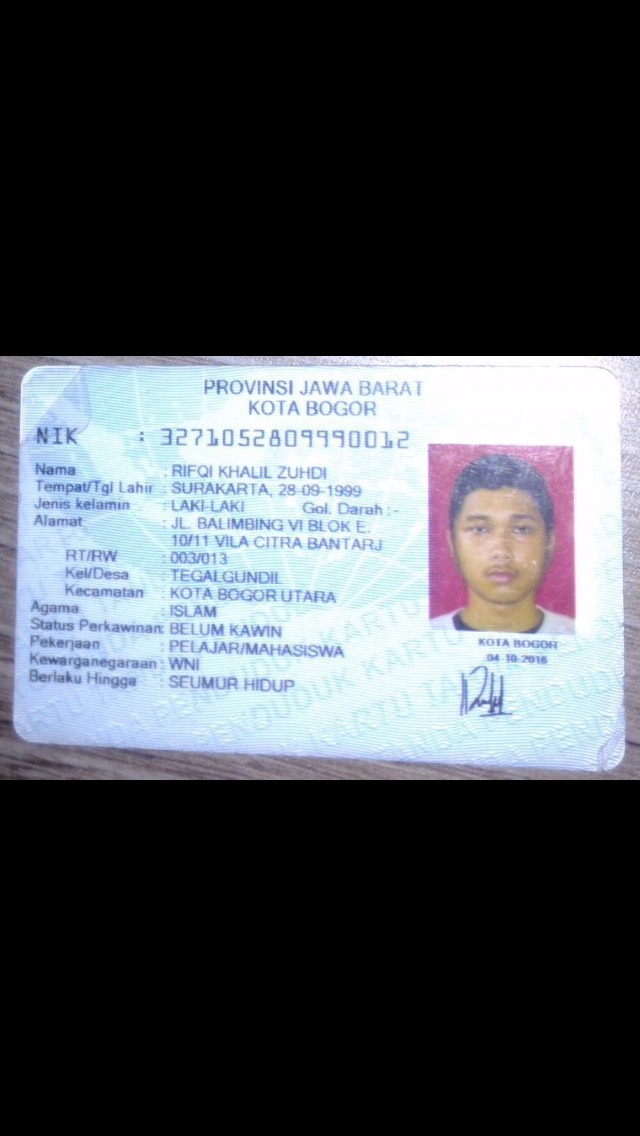 PROVINSI JAWA BARAT
KOTA BOGOR
NIK : 3271052809990012
Nama : RIFQI KHALIL ZUHDI
Tempat/Tgl Lahir : SURAKARTA, 28-09-1999
Jenis kelamin : LAKI-LAKI Gol. Darah : -
Alamat : JL. BALIMBING VI BLOK E.
10/11 VILA CITRA BANTARJ
RT/RW : 003/013
Kel/Desa : TEGALGUNDIL
Kecamatan : KOTA BOGOR UTARA
Agama : ISLAM
Status Perkawinan: BELUM KAWIN
Pekerjaan : PELAJAR/MAHASISWA
Kewarganegaraan : WNI
Berlaku Hingga : SEUMUR HIDUP
KOTA BOGOR
04-10-2016